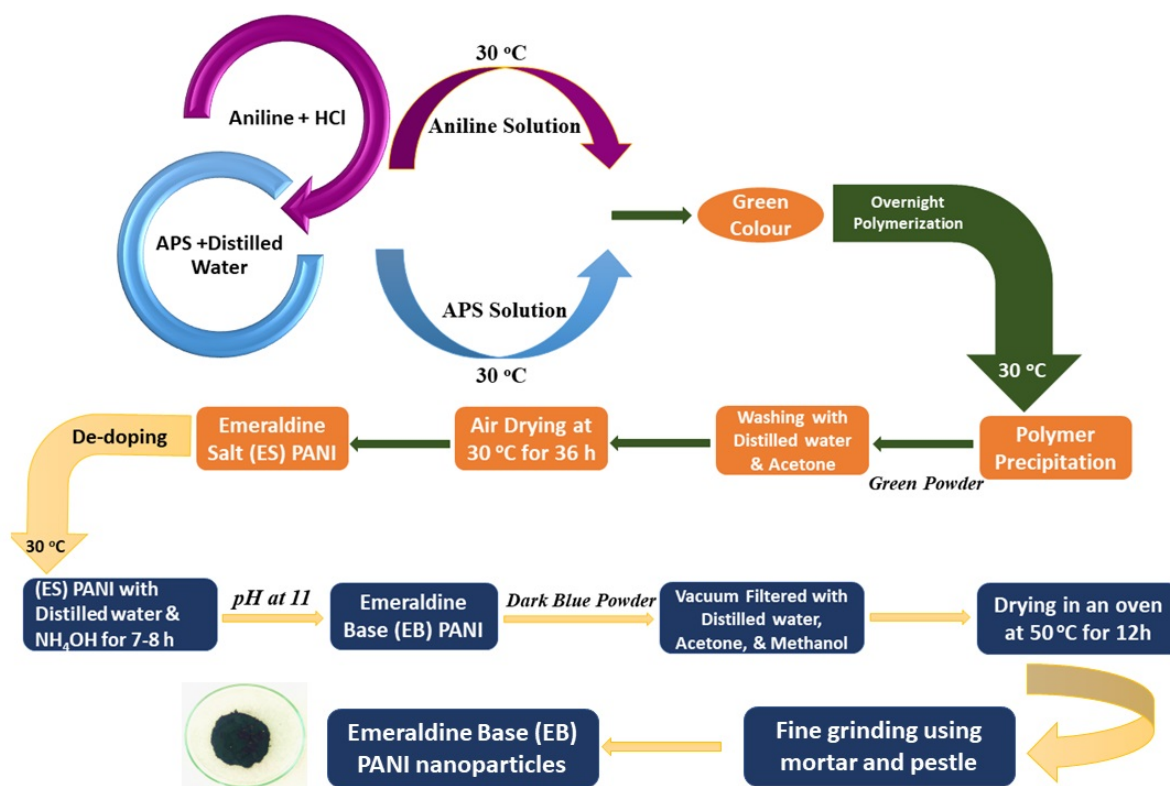 30 °C
Aniline + HCl
Aniline Solution
APS +Distilled
Water
APS Solution
30 °C
Green
Colour
Overnight
Polymerization
30 °C
Polymer
Precipitation
Green Powder
Washing with
Distilled water
& Acetone
Air Drying at
30 °C for 36 h
Emeraldine
Salt (ES) PANI
De-doping
30 °C
(ES) PANI with
Distilled water &
NH₄OH for 7-8 h
pH at 11
Emeraldine
Base (EB) PANI
Dark Blue Powder
Vacuum Filtered with
Distilled water,
Acetone, & Methanol
Drying in an oven
at 50 °C for 12h
Fine grinding using
mortar and pestle
Emeraldine Base (EB)
PANI nanoparticles